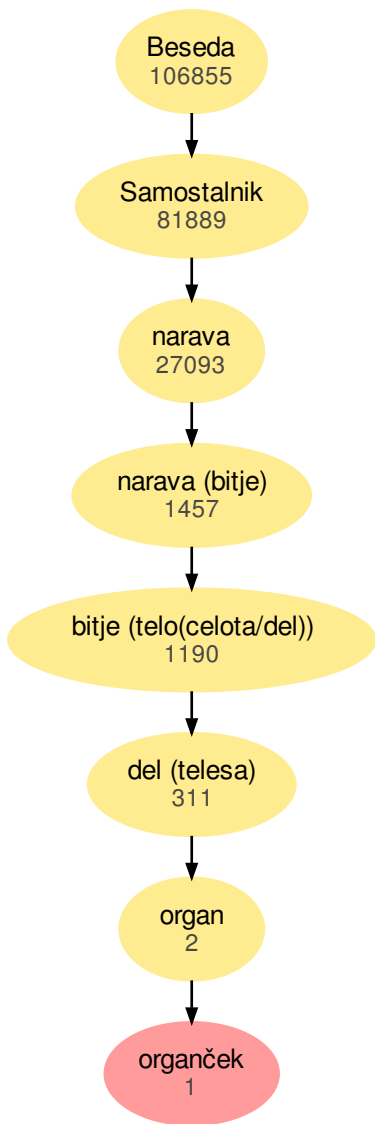 Beseda
106855
Samostalnik
81889
narava
27093
narava (bitje)
1457
bitje (telo(celota/del))
1190
del (telesa)
311
organ
2
organček
1